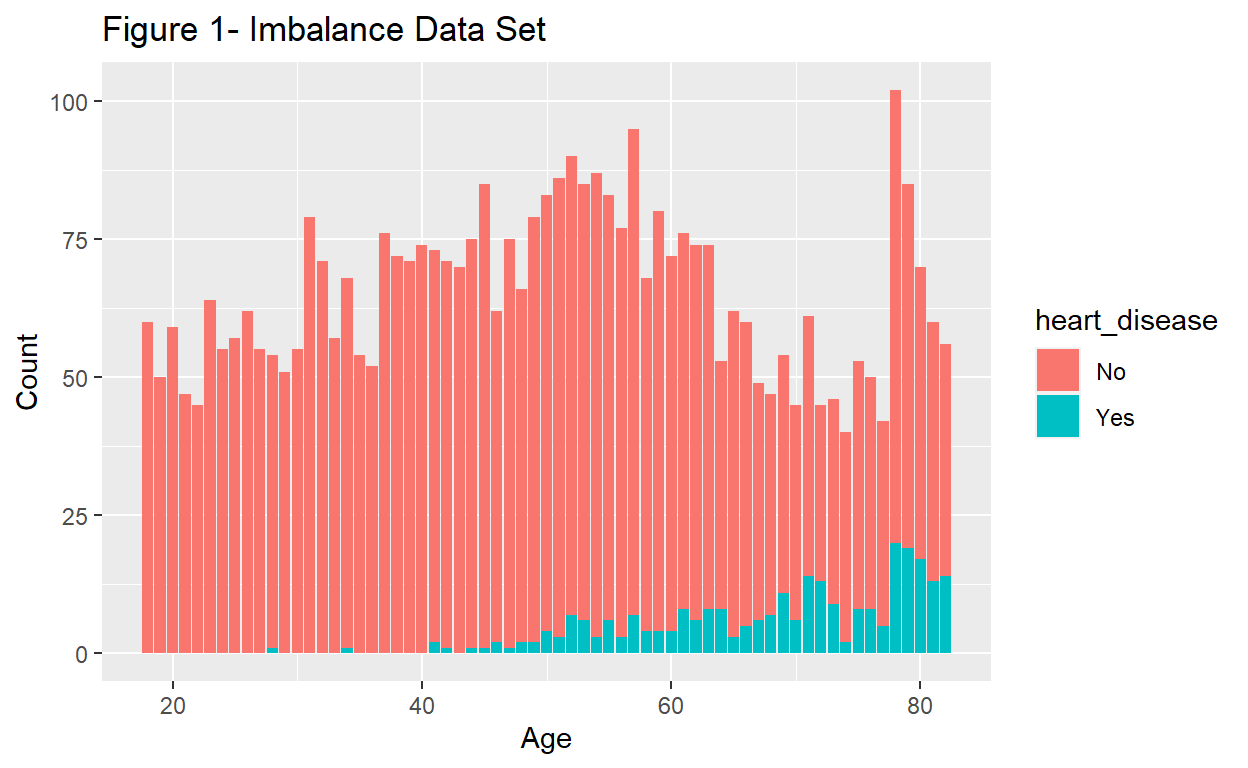 Figure 1- Imbalance Data Set
100
75
50
25
0
Count
20 40 60 80
Age
heart_disease
No
Yes